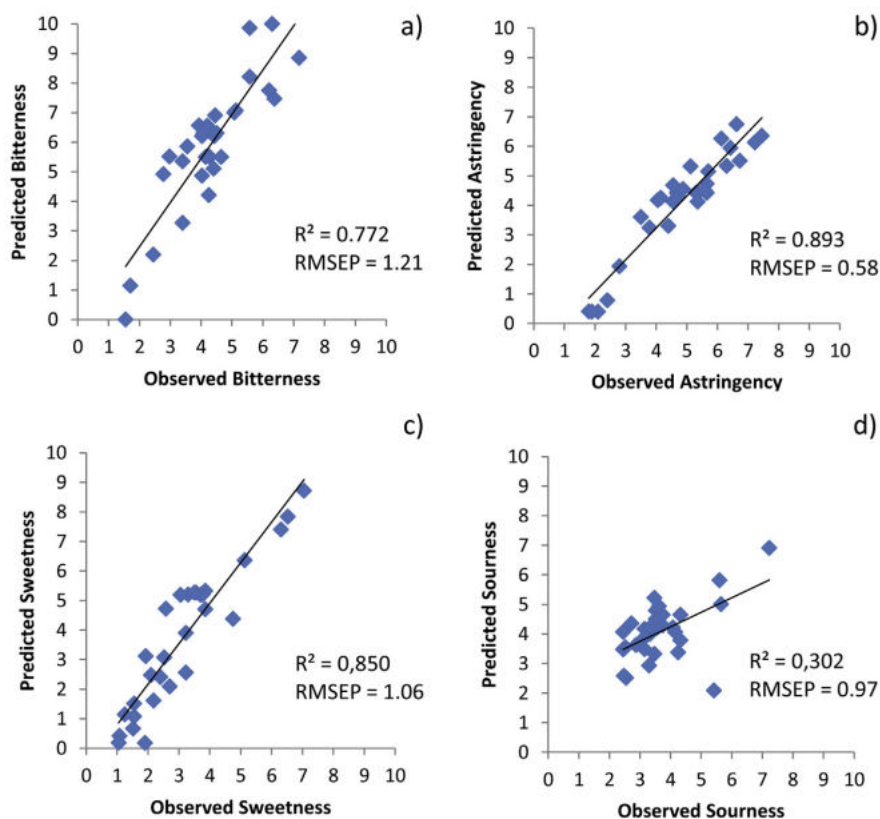 a)
10
9
8
7
6
5
4
3
2
1
0
Predicted Bitterness
R² = 0.772
RMSEP = 1.21
0 1 2 3 4 5 6 7 8 9 10
Observed Bitterness
b)
10
9
8
7
6
5
4
3
2
1
0
Predicted Astringency
R² = 0.893
RMSEP = 0.58
0 1 2 3 4 5 6 7 8 9 10
Observed Astringency
c)
10
9
8
7
6
5
4
3
2
1
0
Predicted Sweetness
R² = 0,850
RMSEP = 1.06
0 1 2 3 4 5 6 7 8 9 10
Observed Sweetness
d)
10
9
8
7
6
5
4
3
2
1
0
Predicted Sourness
R² = 0,302
RMSEP = 0.97
0 1 2 3 4 5 6 7 8 9 10
Observed Sourness